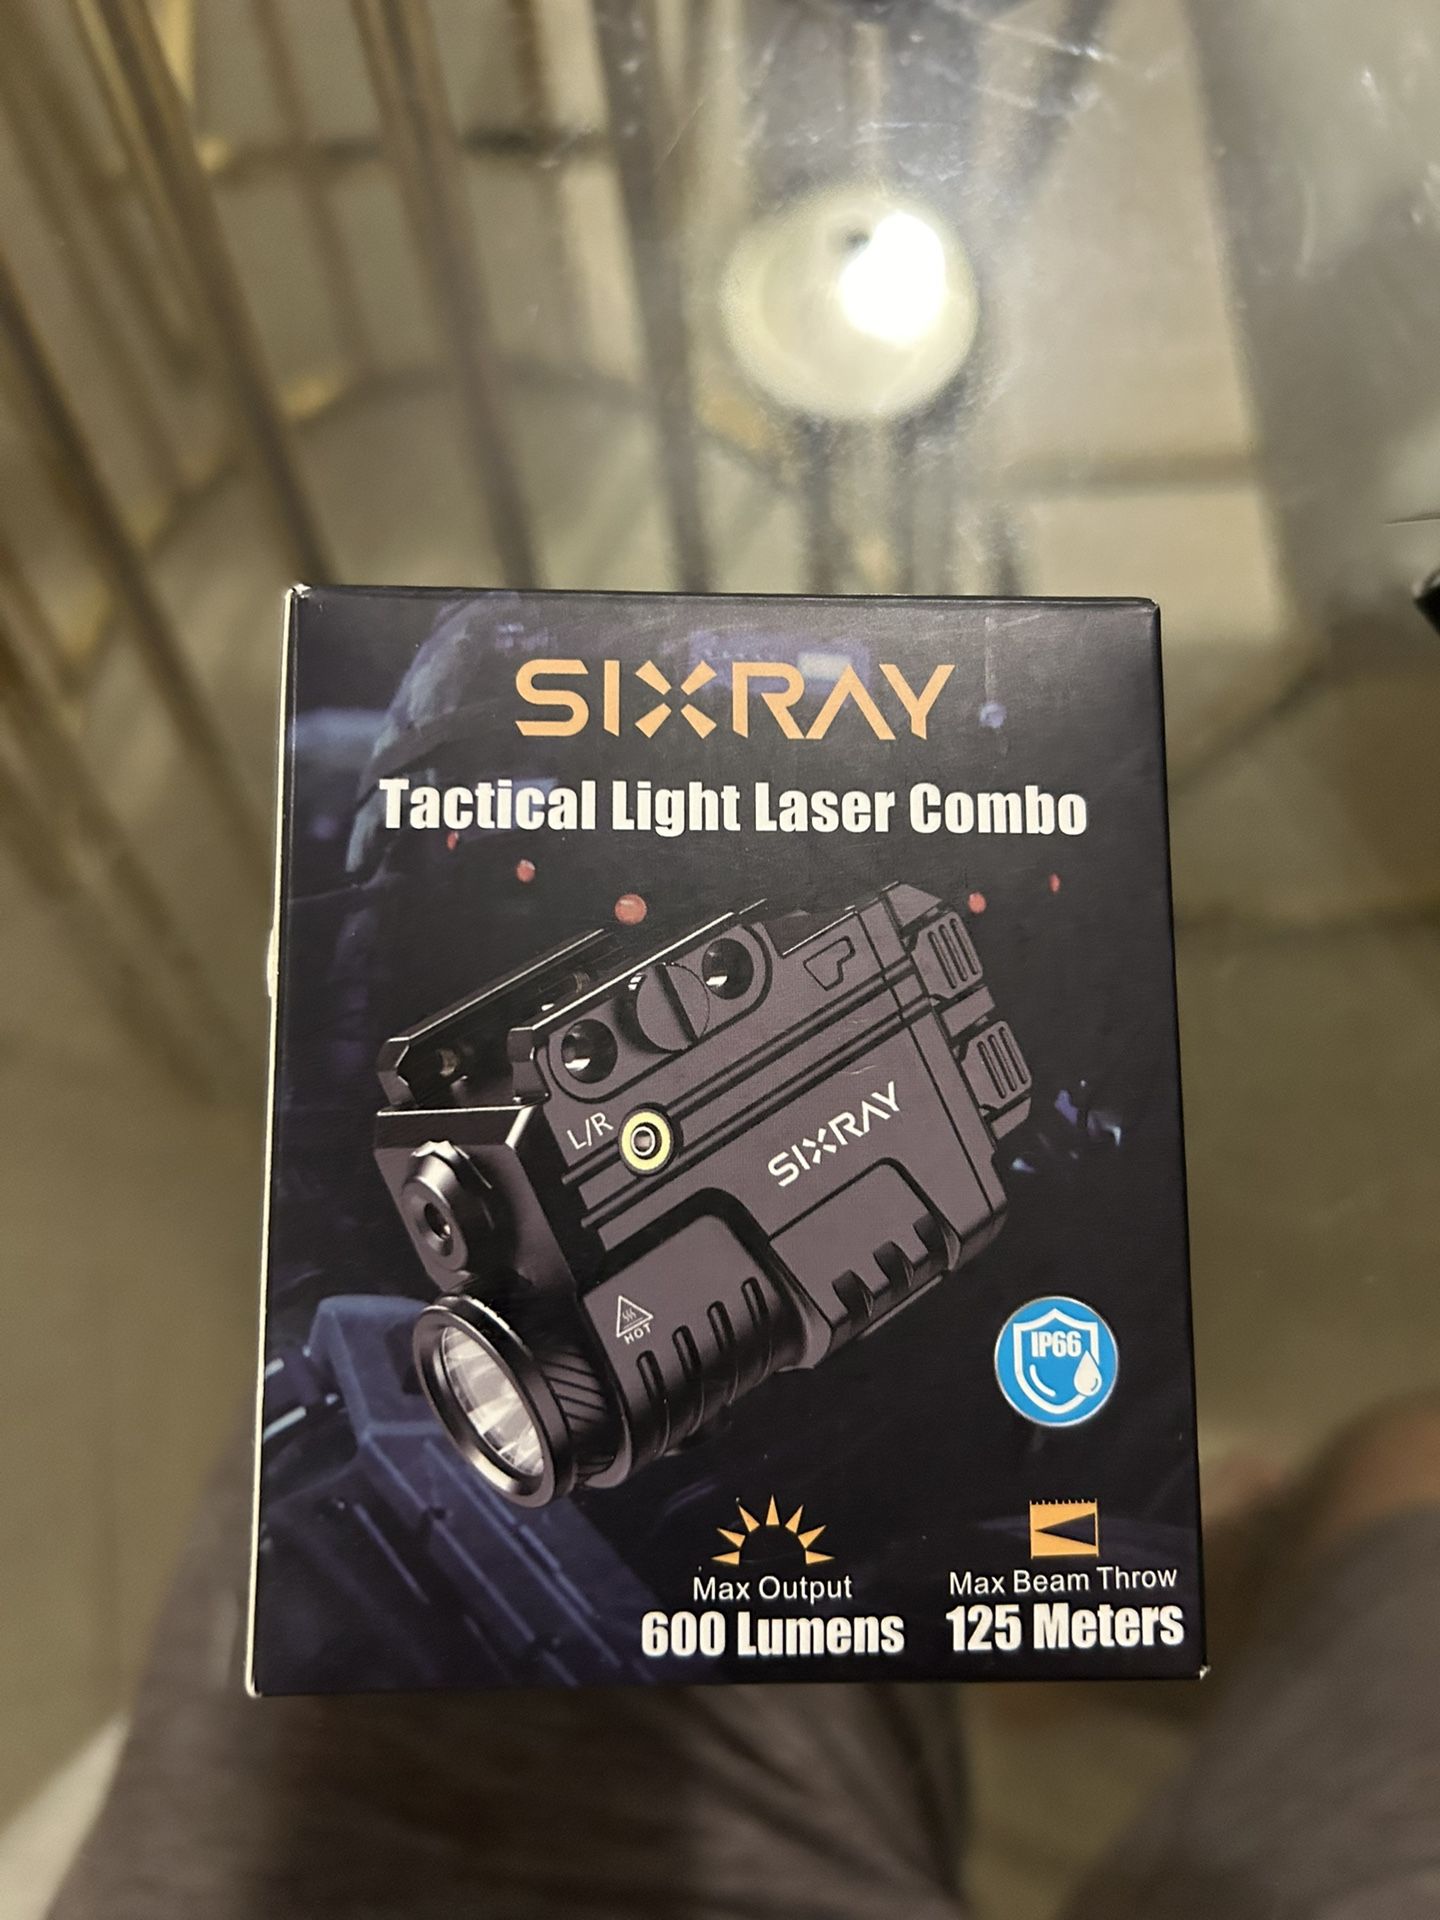 SIXRAY
Tactical Light Laser Combo
L/R
SIXRAY
HOT
IP66
Max Output
600 Lumens
Max Beam Throw
125 Meters